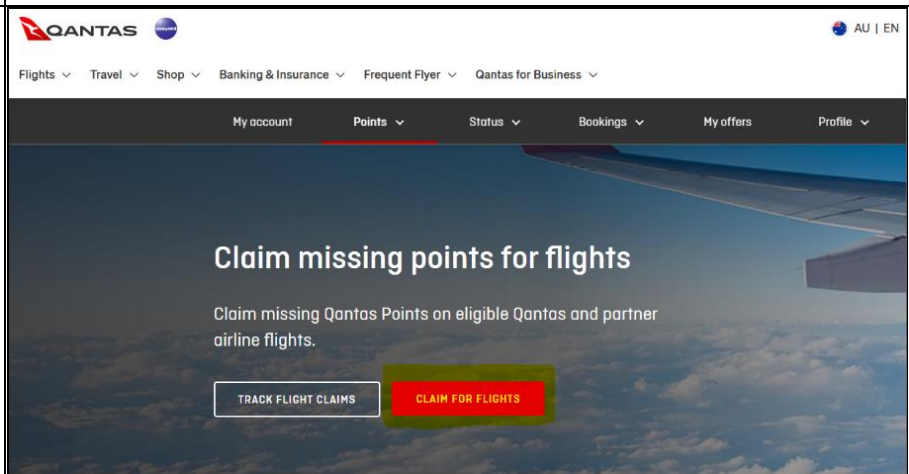 QANTAS oneworld
AU | EN
Flights Travel Shop Banking & Insurance Frequent Flyer Qantas for Business
My account Points Status Bookings My offers Profile
Claim missing points for flights
Claim missing Qantas Points on eligible Qantas and partner
airline flights.
TRACK FLIGHT CLAIMS CLAIM FOR FLIGHTS